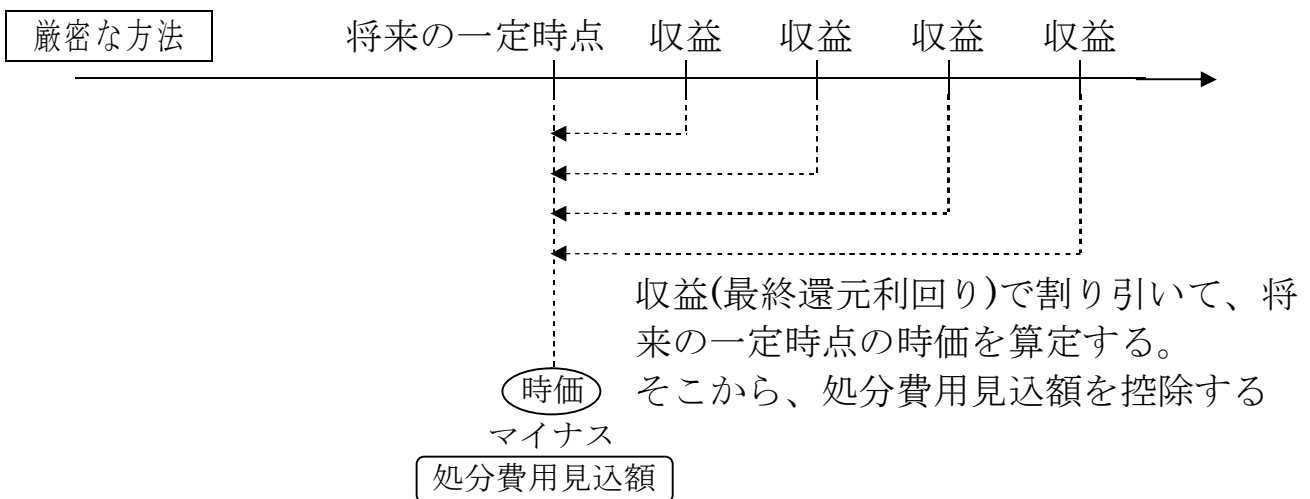 厳密な方法
将来の一定時点 収益 収益 収益 収益
収益(最終還元利回り)で割り引いて、将
来の一定時点の時価を算定する。
時価 そこから、処分費用見込額を控除する
マイナス
処分費用見込額